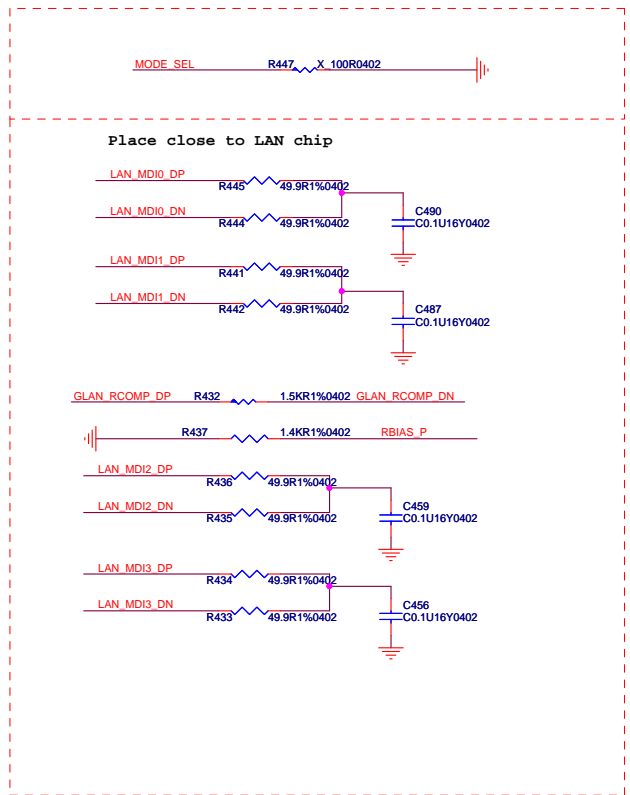 MODE_SEL R447 X_100R0402
Place close to LAN chip
LAN_MDI0_DP
R445 49.9R1%0402
LAN_MDI0_DN
R444 49.9R1%0402
C490
C0.1U16Y0402
LAN_MDI1_DP
R441 49.9R1%0402
LAN_MDI1_DN
R442 49.9R1%0402
C487
C0.1U16Y0402
GLAN_RCOMP_DP R432 1.5KR1%0402 GLAN_RCOMP_DN
R437 1.4KR1%0402 RBIAS_P
LAN_MDI2_DP
R436 49.9R1%0402
LAN_MDI2_DN
R435 49.9R1%0402
C459
C0.1U16Y0402
LAN_MDI3_DP
R434 49.9R1%0402
LAN_MDI3_DN
R433 49.9R1%0402
C456
C0.1U16Y0402